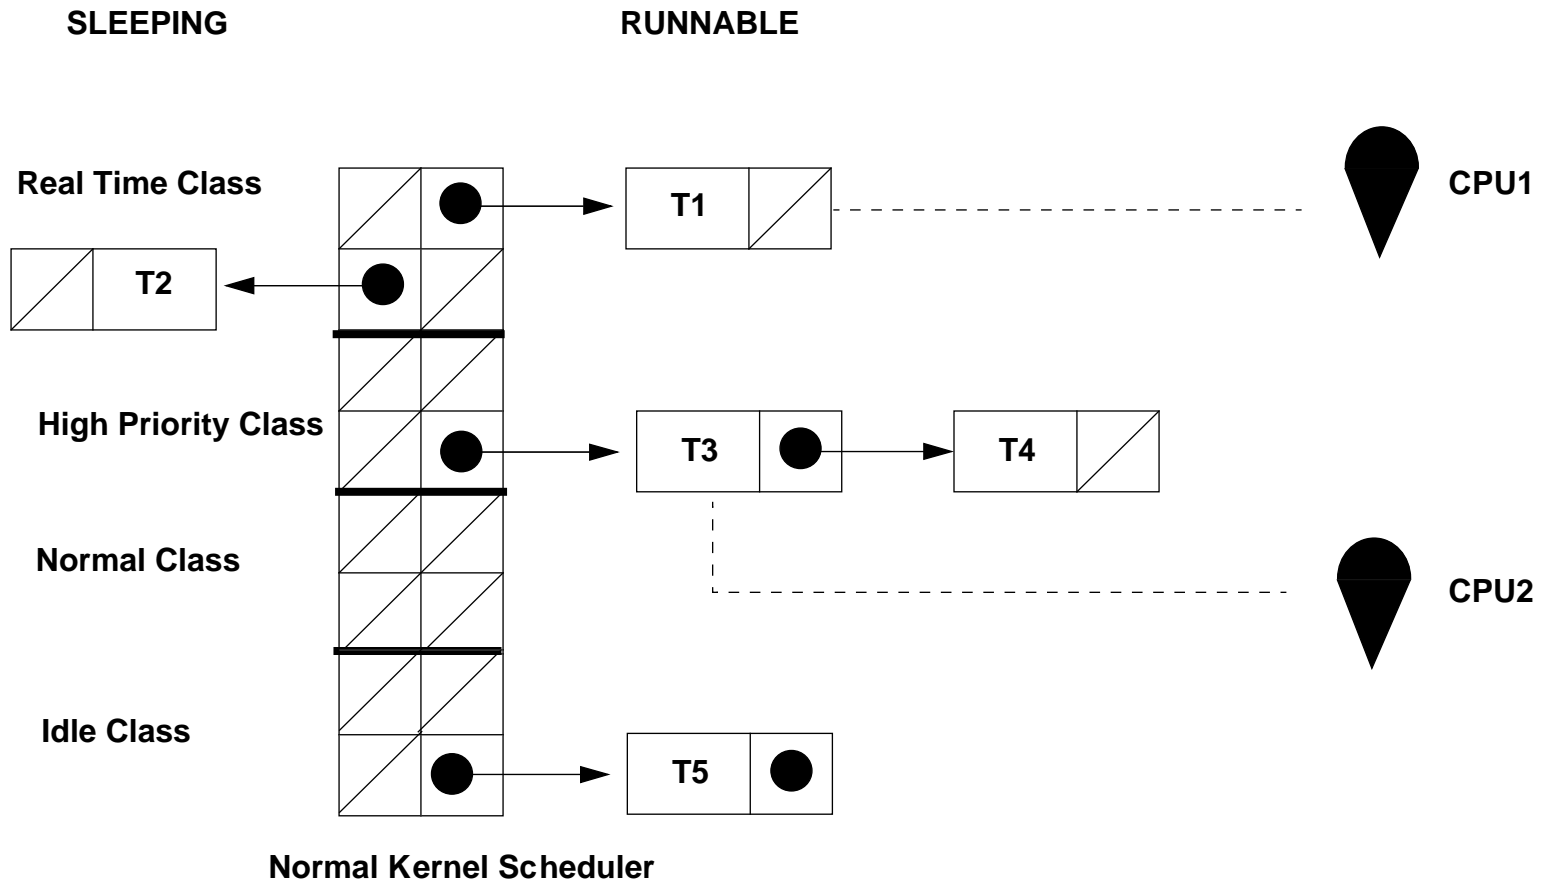 SLEEPING
RUNNABLE
Real Time Class
T1
CPU1
T2
High Priority Class
T3
T4
Normal Class
CPU2
Idle Class
T5
Normal Kernel Scheduler